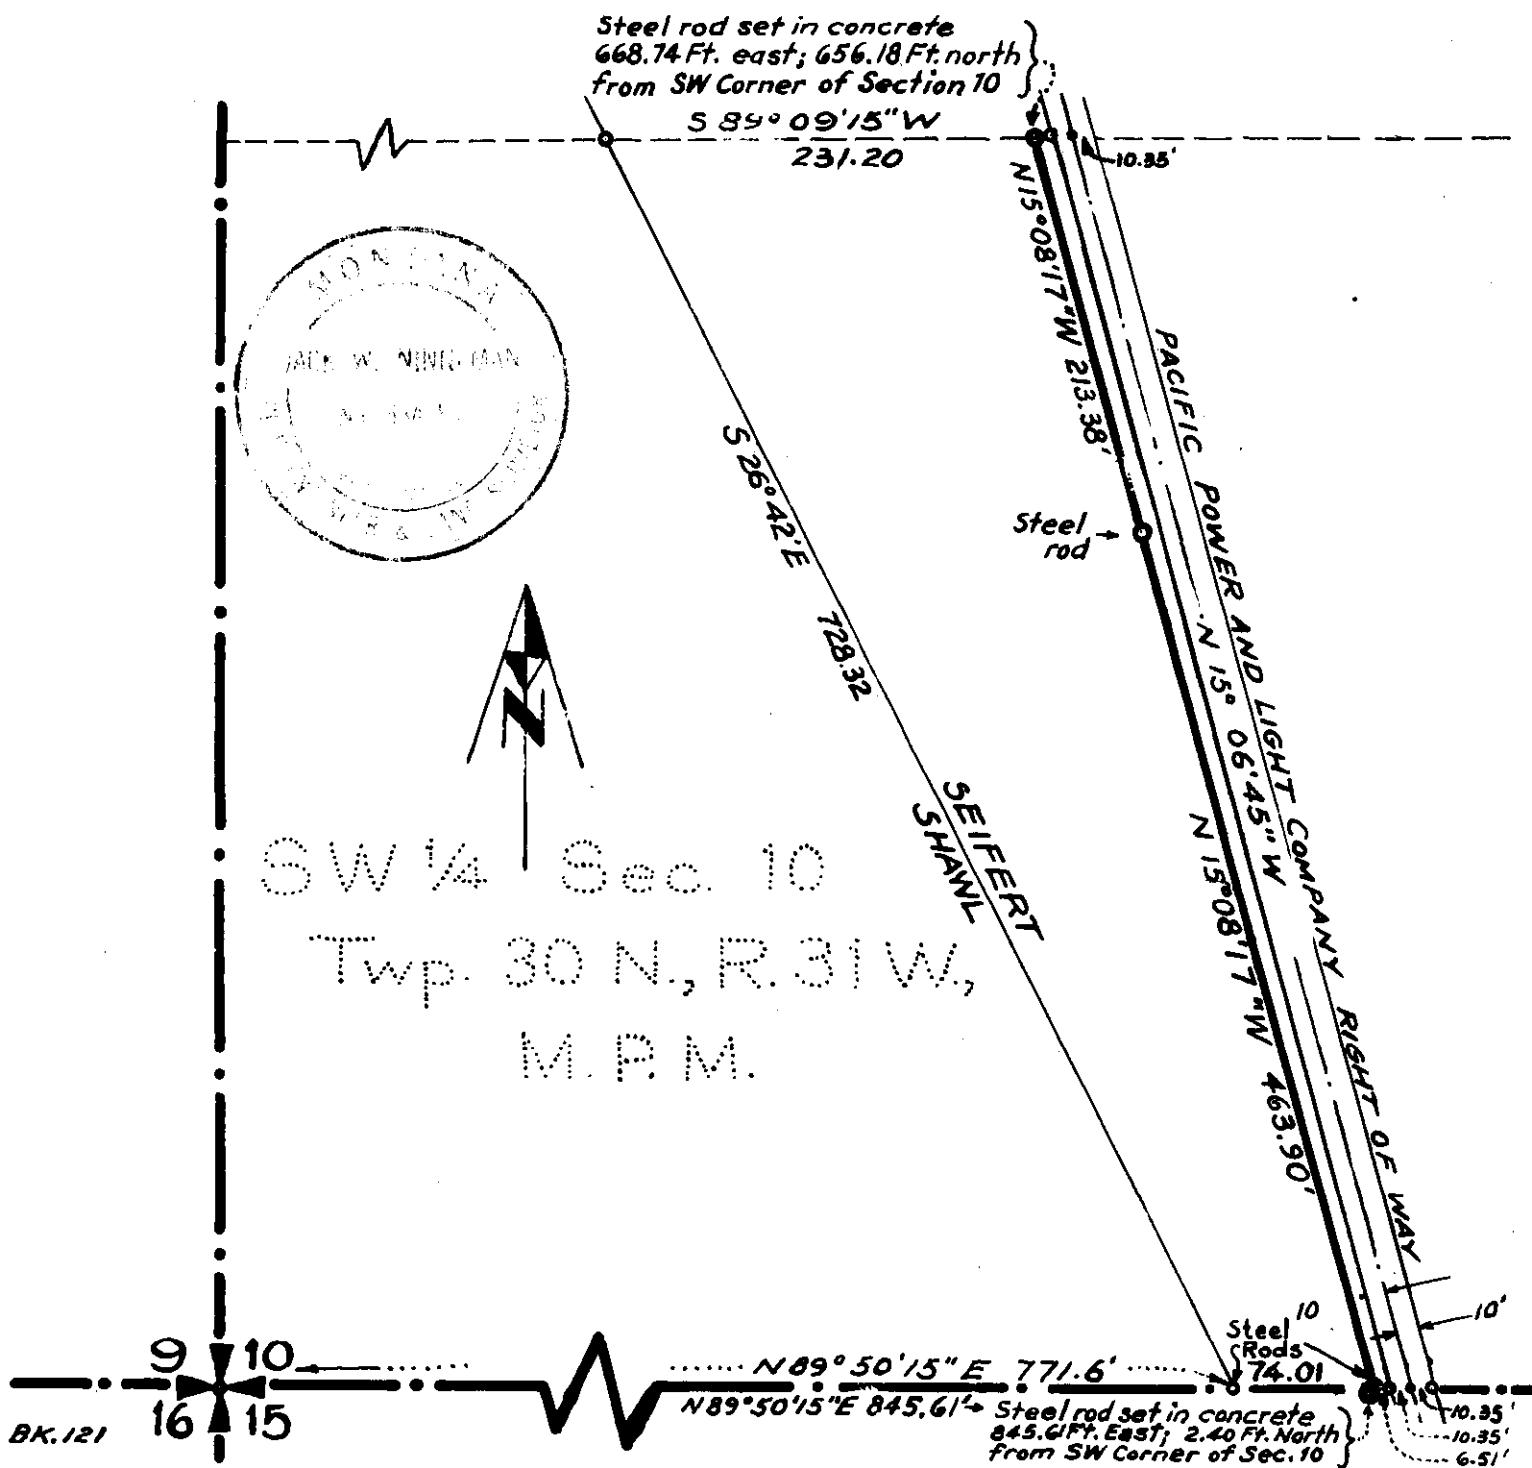 Steel rod set in concrete
668.74 Ft. east; 656.18 Ft. north
from SW Corner of Section 10
S 89° 09' 15" W
231.20
10.35'
N 15° 08' 17" W 213.38'
MONTANA
JACK W.
PACIFIC POWER AND LIGHT COMPANY RIGHT OF WAY
S 26° 42' E 728.32
Steel
rod
N 15° 06' 45" W
N
SEIFERT
SHAWL
N 15° 08' 17" W 463.90'
SW 1/4 Sec. 10
Twp. 30 N., R. 31 W.,
M. P. M.
10'
10
Steel
Rods
74.01
9 10
N 89° 50' 15" E 771.6'
16 15
N 89° 50' 15" E 845.61'
Steel rod set in concrete
845.61 Ft. East; 2.40 Ft. North
from SW Corner of Sec. 10
10.35'
10.35'
6.51'
BK. 121